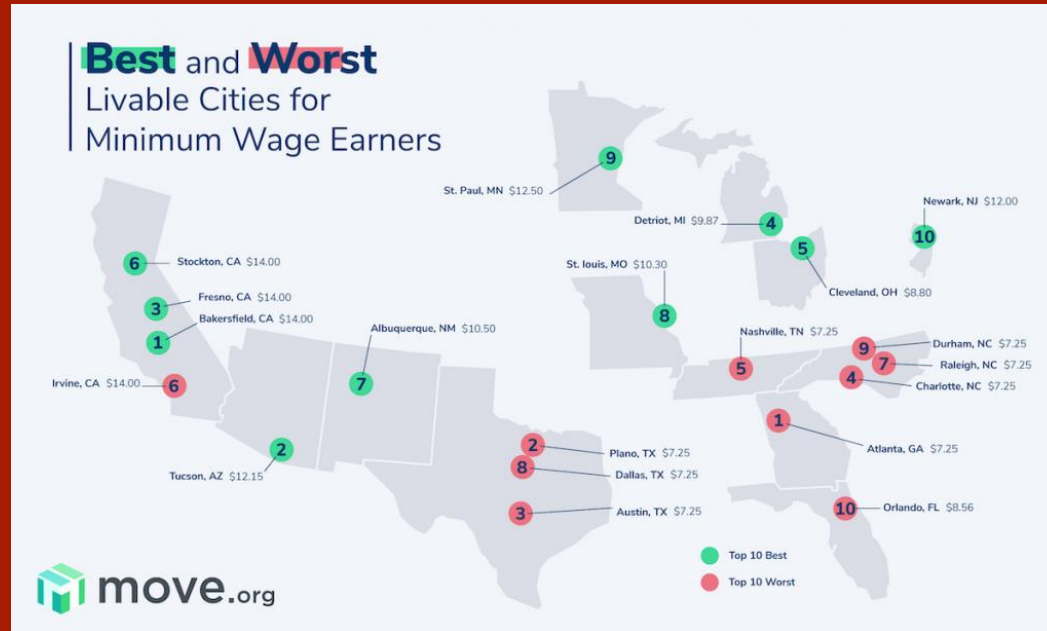 Best and Worst
Livable Cities for
Minimum Wage Earners
9
St. Paul, MN $12.50
Detriot, MI $9.87
4
Newark, NJ $12.00
10
5
Cleveland, OH $8.80
6
Stockton, CA $14.00
St. louis, MO $10.30
8
3
Fresno, CA $14.00
1
Bakersfield, CA $14.00
Albuquerque, NM $10.50
7
Nashville, TN $7.25
5
9
Durham, NC $7.25
7
Raleigh, NC $7.25
4
Charlotte, NC $7.25
Irvine, CA $14.00
6
1
Atlanta, GA $7.25
2
Tucson, AZ $12.15
2
Plano, TX $7.25
8
Dallas, TX $7.25
3
Austin, TX $7.25
10
Orlando, FL $8.56
Top 10 Best
Top 10 Worst
move.org